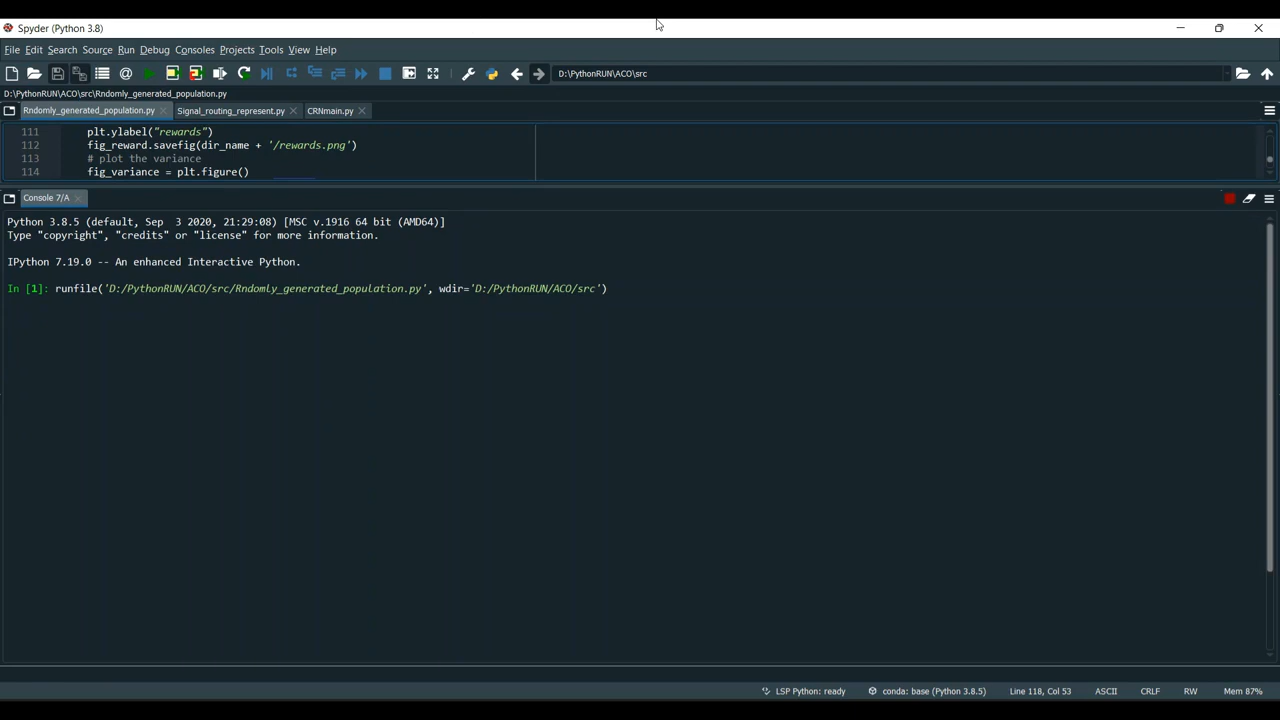 Spyder (Python 3.8)
File Edit Search Source Run Debug Consoles Projects Tools View Help
D:\PythonRUN\ACO\src
D:\PythonRUN\ACO\src\Rndomly_generated_population.py
Rndomly_generated_population.py Signal_routing_represent.py CRNmain.py
111 plt.ylabel("rewards")
112 fig_reward.savefig(dir_name + '/rewards.png')
113 # plot the variance
114 fig_variance = plt.figure()
Console 7/A
Python 3.8.5 (default, Sep  3 2020, 21:29:08) [MSC v.1916 64 bit (AMD64)]
Type "copyright", "credits" or "license" for more information.
IPython 7.19.0 -- An enhanced Interactive Python.
In [1]: runfile('D:/PythonRUN/ACO/src/Rndomly_generated_population.py', wdir='D:/PythonRUN/ACO/src')
LSP Python: ready conda: base (Python 3.8.5) Line 118, Col 53 ASCII CRLF RW Mem 87%